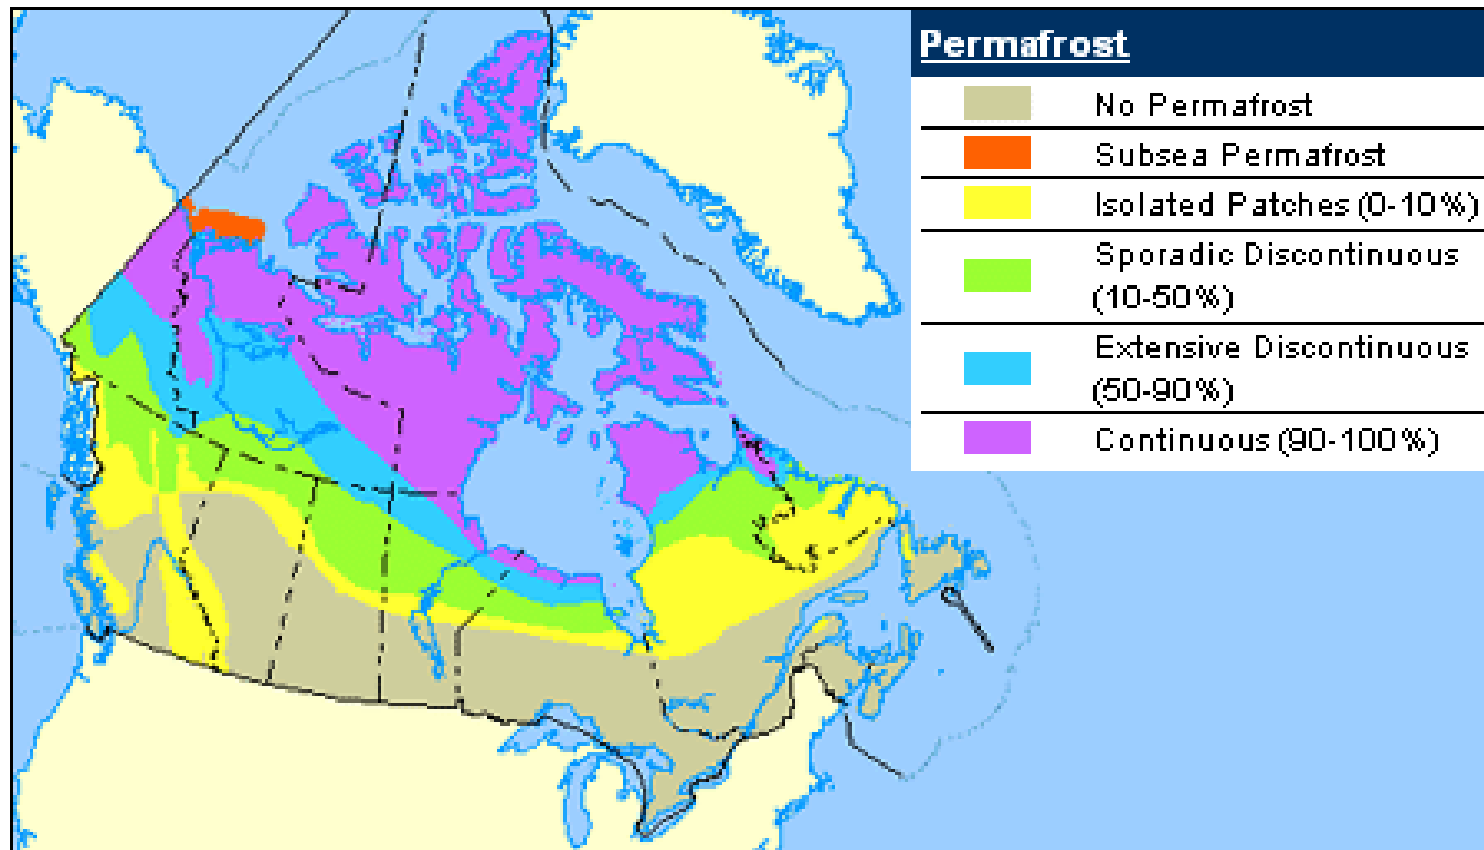 Permafrost
No Permafrost
Subsea Permafrost
Isolated Patches (0-10%)
Sporadic Discontinuous
(10-50%)
Extensive Discontinuous
(50-90%)
Continuous (90-100%)